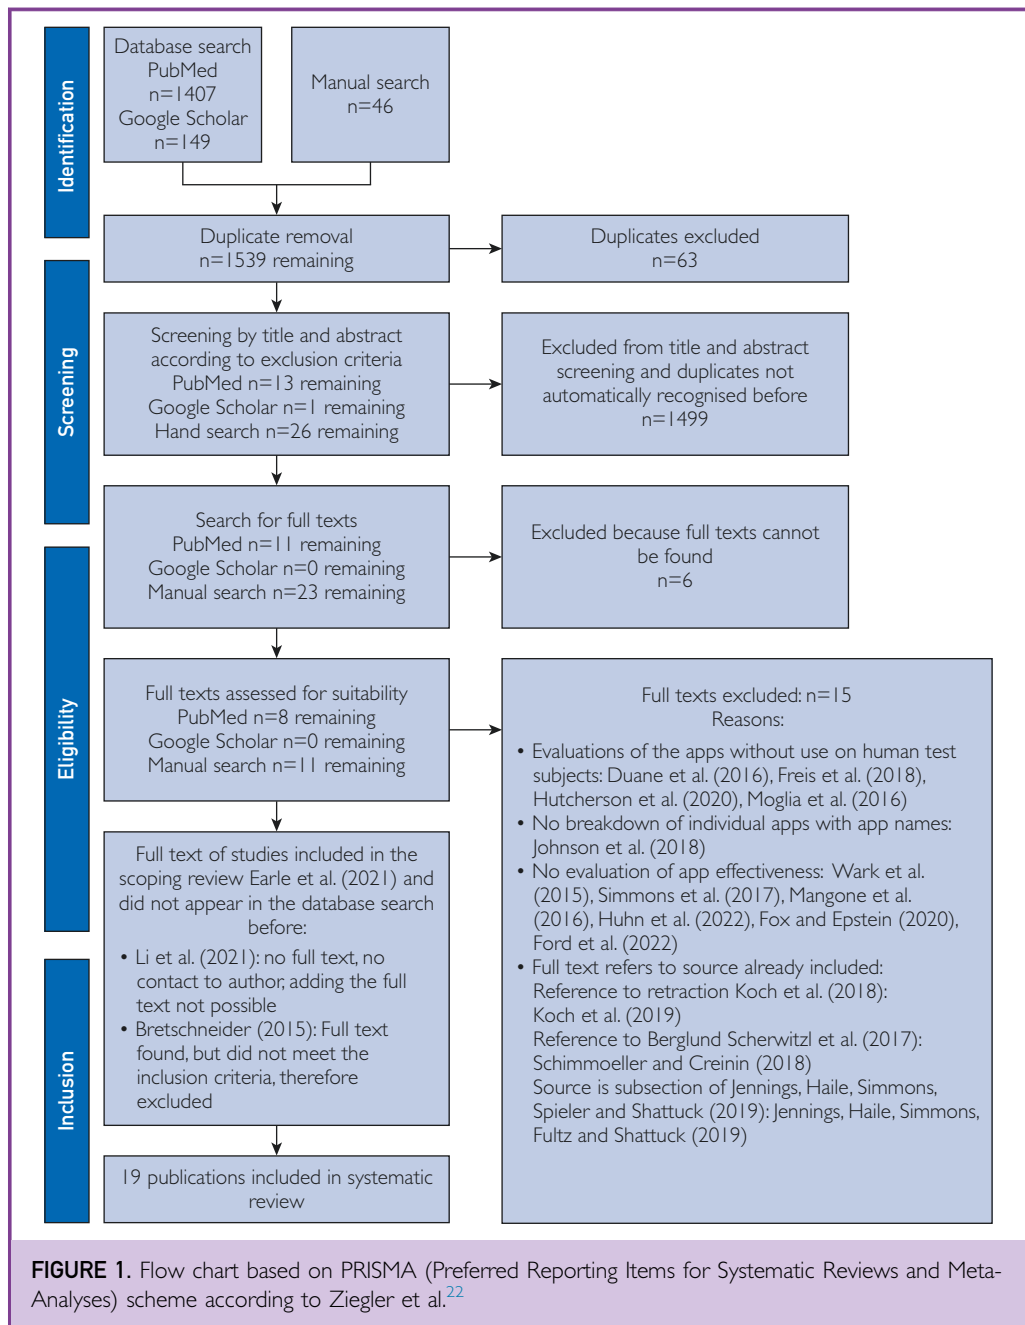 Identification
Database search
PubMed
n=1407
Google Scholar
n=149
Manual search
n=46
Duplicate removal
n=1539 remaining
Duplicates excluded
n=63
Screening
Screening by title and abstract
according to exclusion criteria
PubMed n=13 remaining
Google Scholar n=1 remaining
Hand search n=26 remaining
Excluded from title and abstract
screening and duplicates not
automatically recognised before
n=1499
Search for full texts
PubMed n=11 remaining
Google Scholar n=0 remaining
Manual search n=23 remaining
Excluded because full texts cannot
be found
n=6
Eligibility
Full texts assessed for suitability
PubMed n=8 remaining
Google Scholar n=0 remaining
Manual search n=11 remaining
Full texts excluded: n=15
Reasons:
• Evaluations of the apps without use on human test
subjects: Duane et al. (2016), Freis et al. (2018),
Hutcherson et al. (2020), Moglia et al. (2016)
• No breakdown of individual apps with app names:
Johnson et al. (2018)
• No evaluation of app effectiveness: Wark et al.
(2015), Simmons et al. (2017), Mangone et al.
(2016), Huhn et al. (2022), Fox and Epstein (2020),
Ford et al. (2022)
• Full text refers to source already included:
Reference to retraction Koch et al. (2018):
Koch et al. (2019)
Reference to Berglund Scherwitzl et al. (2017):
Schimmoeller and Creinin (2018)
Source is subsection of Jennings, Haile, Simmons,
Spieler and Shattuck (2019): Jennings, Haile, Simmons,
Fultz and Shattuck (2019)
Full text of studies included in the
scoping review Earle et al. (2021) and
did not appear in the database search
before:
• Li et al. (2021): no full text, no
contact to author, adding the full
text not possible
• Bretschneider (2015): Full text
found, but did not meet the
inclusion criteria, therefore
excluded
Inclusion
19 publications included in systematic
review
FIGURE 1. Flow chart based on PRISMA (Preferred Reporting Items for Systematic Reviews and Meta-
Analyses) scheme according to Ziegler et al.22